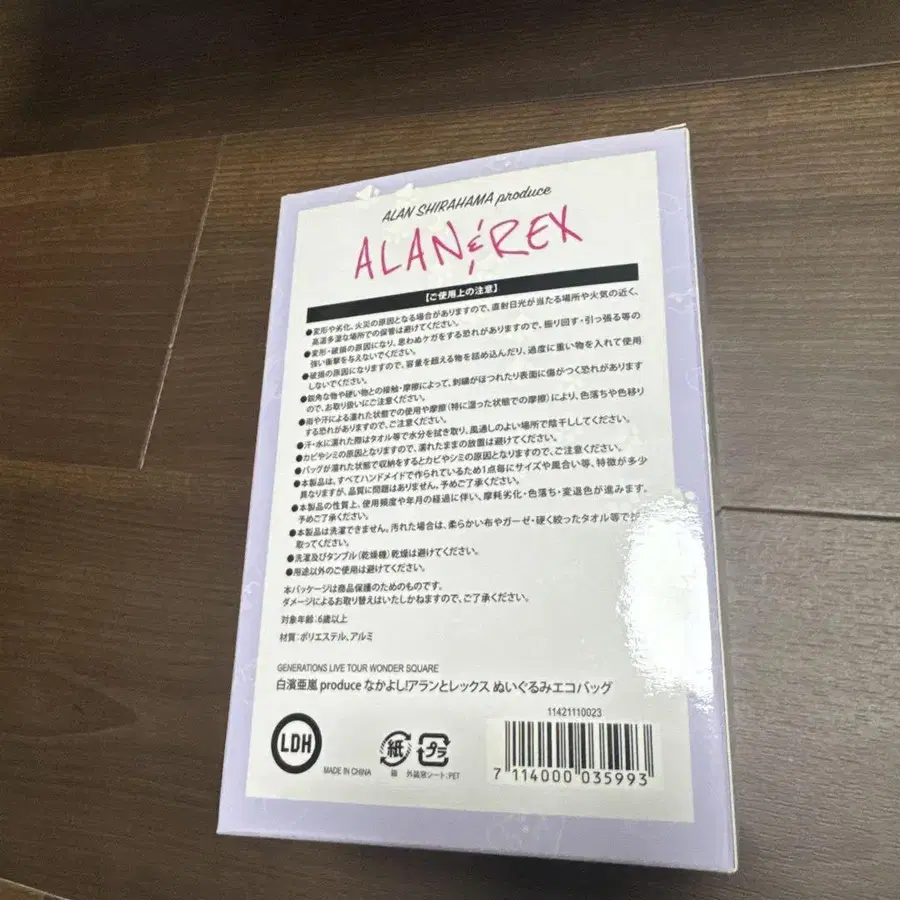 ALAN SHIRAHAMA produce
ALAN & REX
【ご使用上の注意】
●変形や劣化、火災の原因となる場合がありますので、直射日光が当たる場所や火気の近く、
高温多湿な場所での保管は避けてください。
●変形・破損の原因になり、思わぬケガをする恐れがありますので、振り回す・引っ張る等の
強い衝撃を与えないでください。
●破損の原因になりますので、容量を超える物を詰め込んだり、過度に重い物を入れて使用
しないでください。
●鋭角な物や硬い物との接触・摩擦によって、刺繍がほつれたり表面に傷がつく恐れがあります
ので、お取り扱いにご注意ください。
●雨や汗による濡れた状態での使用や摩擦(特に湿った状態での摩擦)により、色落ちや色移り
する恐れがありますので、ご注意ください。
●汗・水に濡れた際はタオル等で水分を拭き取り、風通しのよい場所で陰干ししてください。
●カビやシミの原因となりますので、濡れたままの放置は避けてください。
●バッグが濡れた状態で収納をするとカビやシミの原因となりますので、ご注意ください。
●本製品は、すべてハンドメイドで作られているため1点毎にサイズや風合い等、特徴が多少
異なりますが、品質に問題はありません。予めご了承ください。
●本製品の性質上、使用頻度や年月の経過に伴い、摩耗劣化・色落ち・変退色が進みます。
予めご了承ください。
●本製品は洗濯できません。汚れた場合は、柔らかい布やガーゼ・硬く絞ったタオル等で
取ってください。
●洗濯及びタンブル(乾燥機)乾燥は避けてください。
●用途以外のご使用は避けてください。
本パッケージは商品保護のためのものです。
ダメージによるお取り替えはいたしかねますので、ご了承ください。
対象年齢:6歳以上
材質:ポリエステル、アルミ
GENERATIONS LIVE TOUR WONDER SQUARE
白濱亜嵐 produce なかよし!アランとレックス ぬいぐるみエコバッグ
11421110023
LDH
MADE IN CHINA
紙
プラ
箱
外装窓シート:PET
7 114000 035993